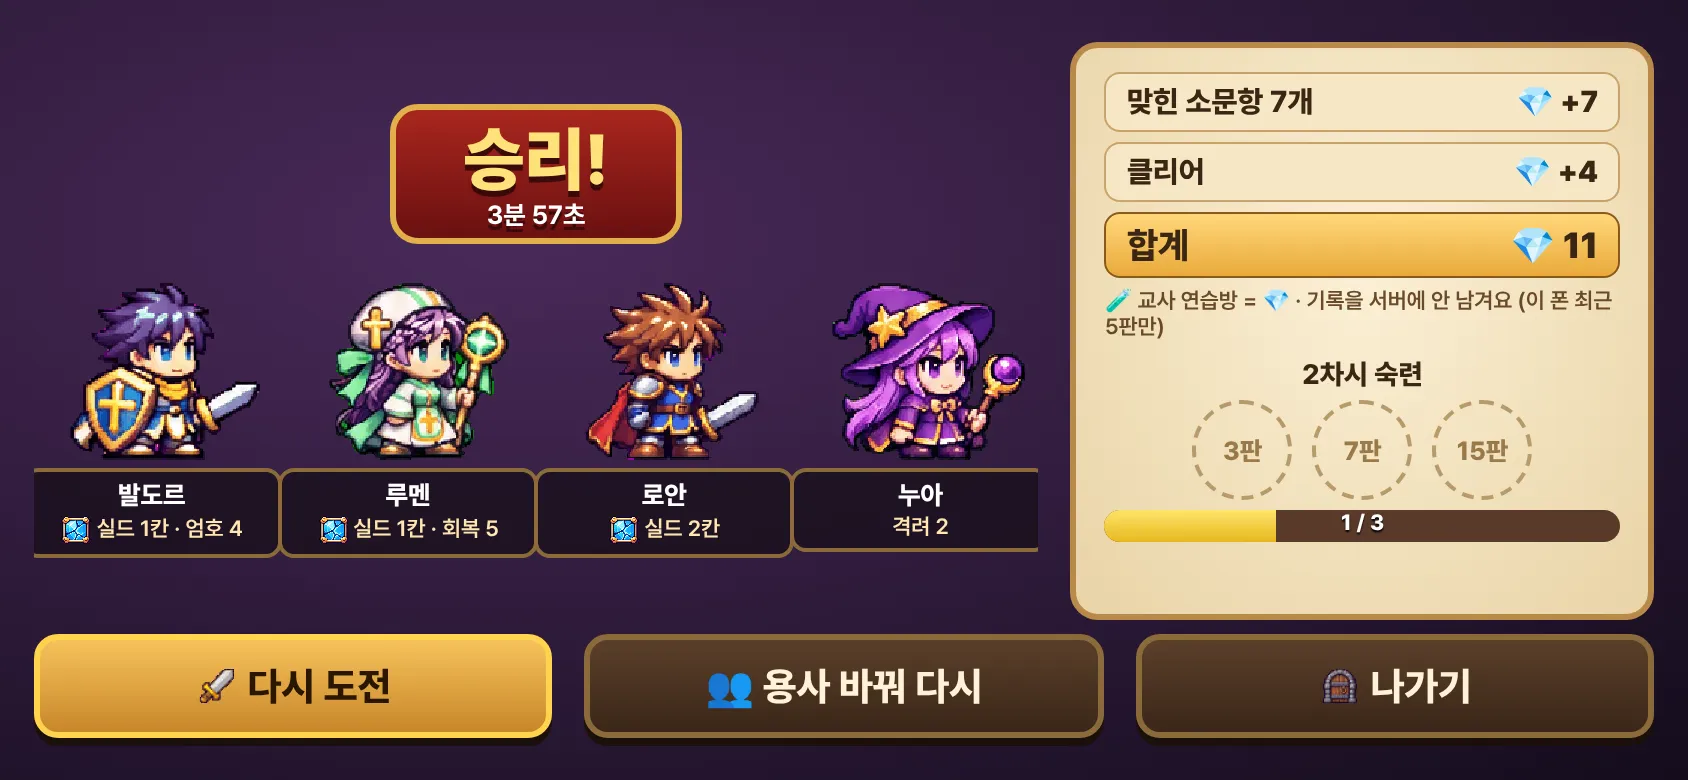 승리!
3분 57초
발도르
실드 1칸 · 엄호 4
루멘
실드 1칸 · 회복 5
로안
실드 2칸
누아
격려 2
맞힌 소문항 7개 💎 +7
클리어 💎 +4
합계 💎 11
🧪 교사 연습방 = 💎 · 기록을 서버에 안 남겨요 (이 폰 최근
5판만)
2차시 숙련
3판 7판 15판
1 / 3
다시 도전
👥 용사 바꿔 다시
나가기